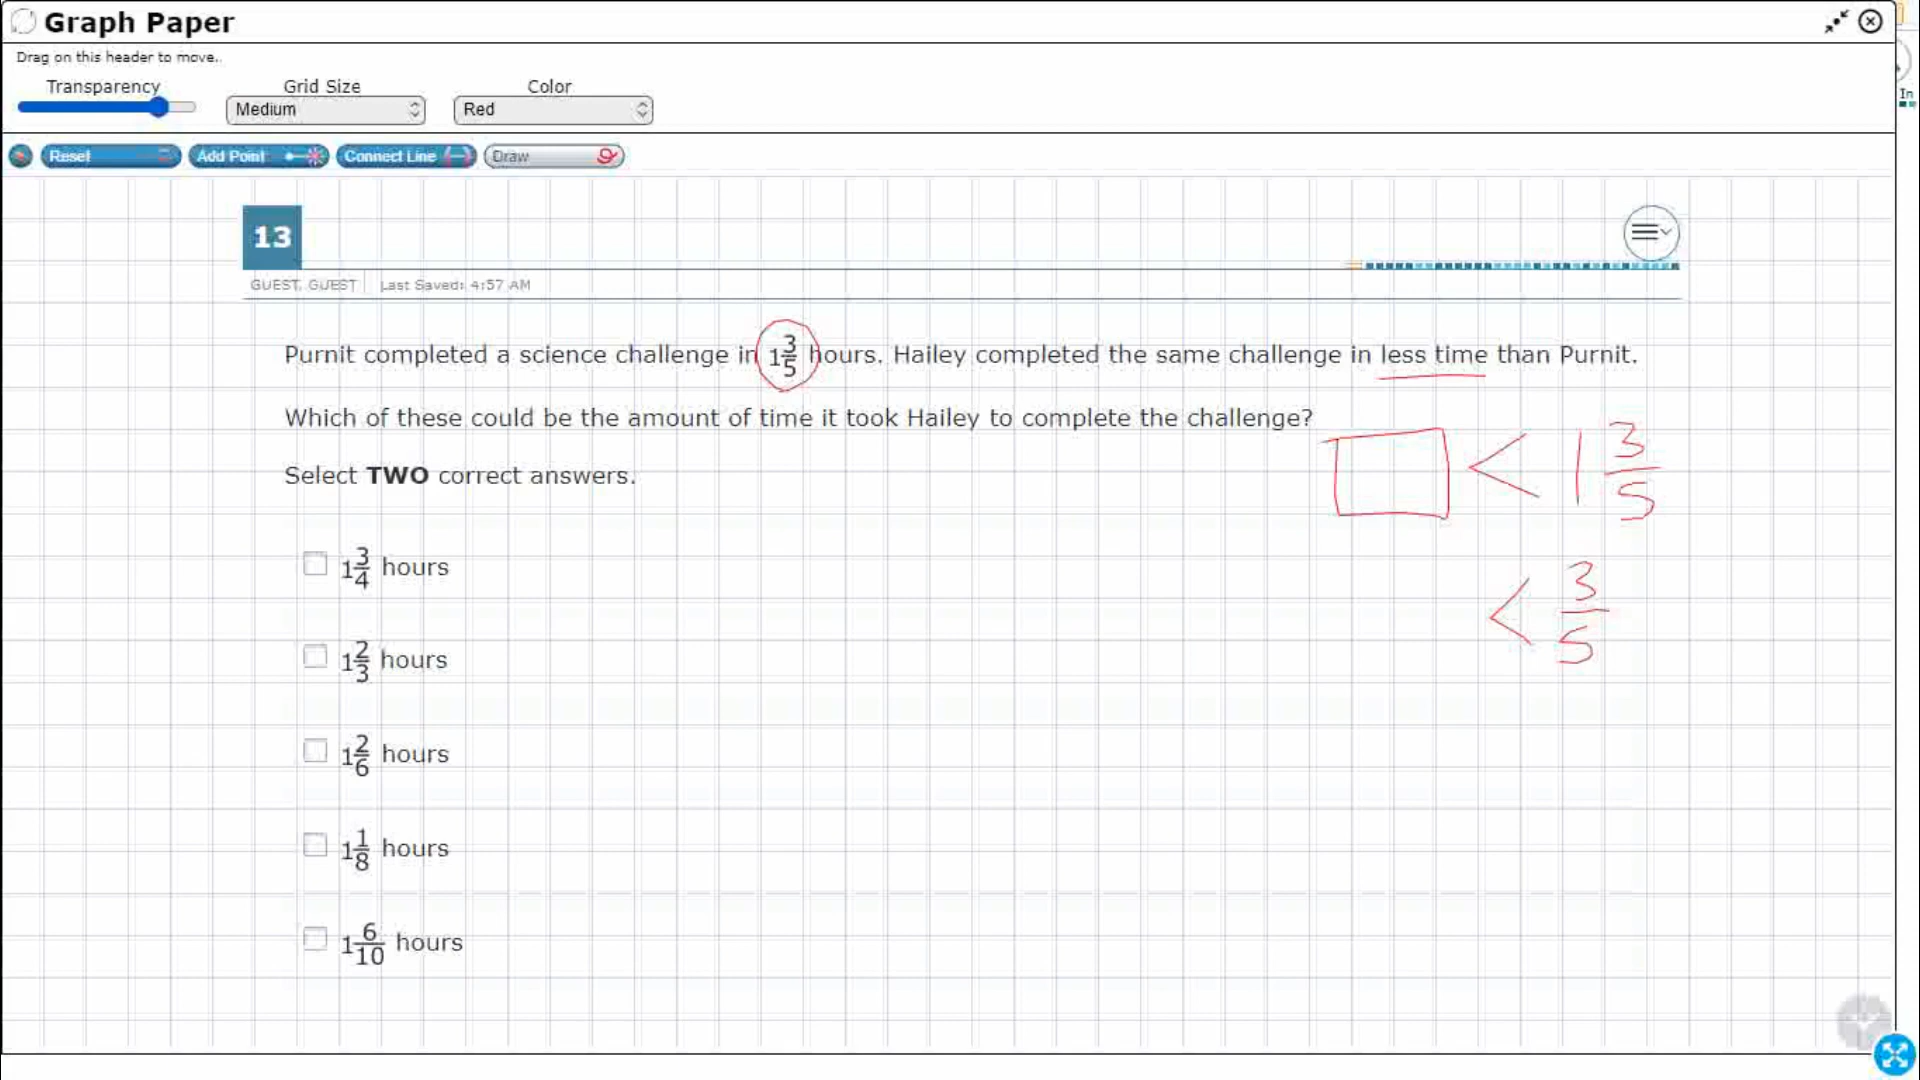 Graph Paper
Drag on this header to move..
Transparency Grid Size Color
Medium Red
In
Reset Add Point Connect Line Draw
13
GUEST, GUEST Last Saved: 4:57 AM
Purnit completed a science challenge in 1 3/5 hours. Hailey completed the same challenge in less time than Purnit.
Which of these could be the amount of time it took Hailey to complete the challenge?
□ < 1 3/5
Select TWO correct answers.
1 3/4 hours
< 3/5
1 2/3 hours
1 2/6 hours
1 1/8 hours
1 6/10 hours